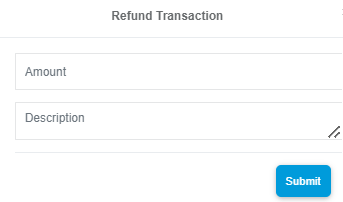 Refund Transaction
Amount
Description
Submit